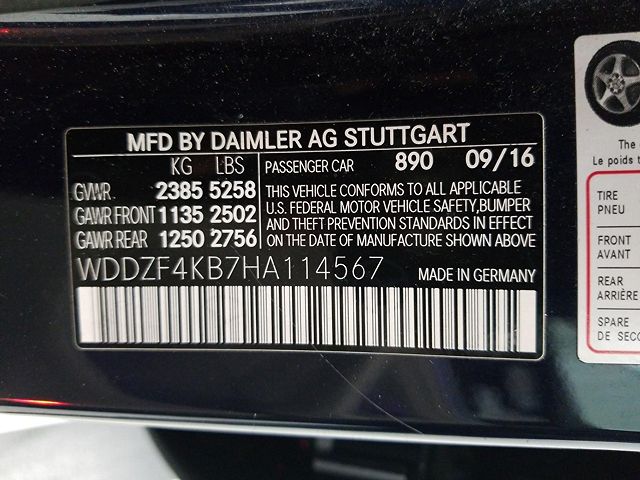 MFD BY DAIMLER AG STUTTGART
KG LBS
GVWR 2385 5258
GAWR FRONT 1135 2502
GAWR REAR 1250 2756
PASSENGER CAR 890 09/16
THIS VEHICLE CONFORMS TO ALL APPLICABLE
U.S. FEDERAL MOTOR VEHICLE SAFETY,BUMPER
AND THEFT PREVENTION STANDARDS IN EFFECT
ON THE DATE OF MANUFACTURE SHOWN ABOVE
WDDZF4KB7HA114567
MADE IN GERMANY
The
Le poids
TIRE
PNEU
FRONT
AVANT
REAR
ARRIÈRE
SPARE
DE